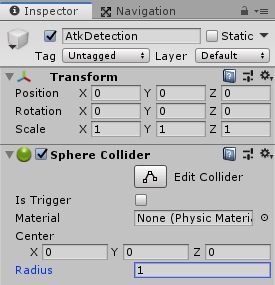 Inspector Navigation
AtkDetection Static
Tag Untagged Layer Default
Transform
Position X 0 Y 0 Z 0
Rotation X 0 Y 0 Z 0
Scale X 1 Y 1 Z 1
Sphere Collider
Edit Collider
Is Trigger
Material None (Physic Materia
Center
X 0 Y 0 Z 0
Radius 1